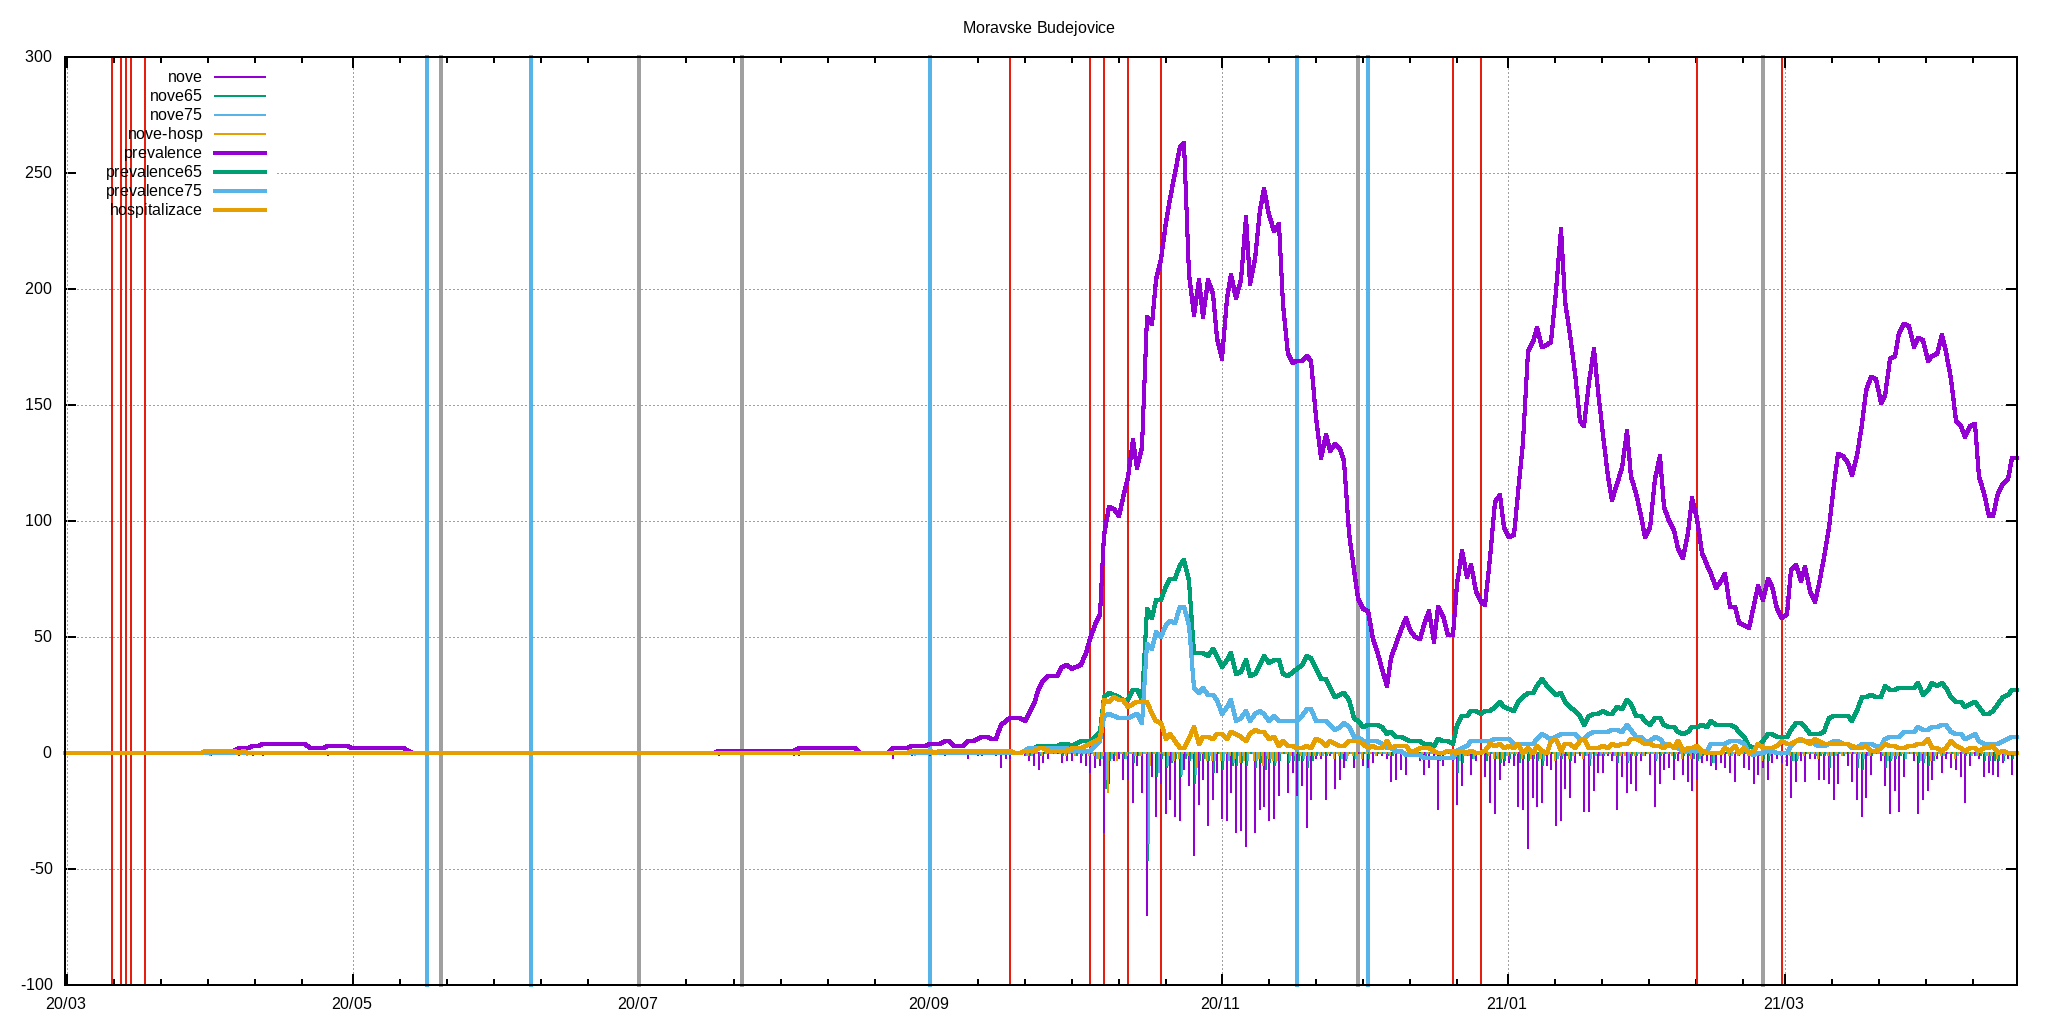 Moravske Budejovice
300
250
200
150
100
50
0
-50
-100
nove
nove65
nove75
nove-hosp
prevalence
prevalence65
prevalence75
hospitalizace
20/03 20/05 20/07 20/09 20/11 21/01 21/03